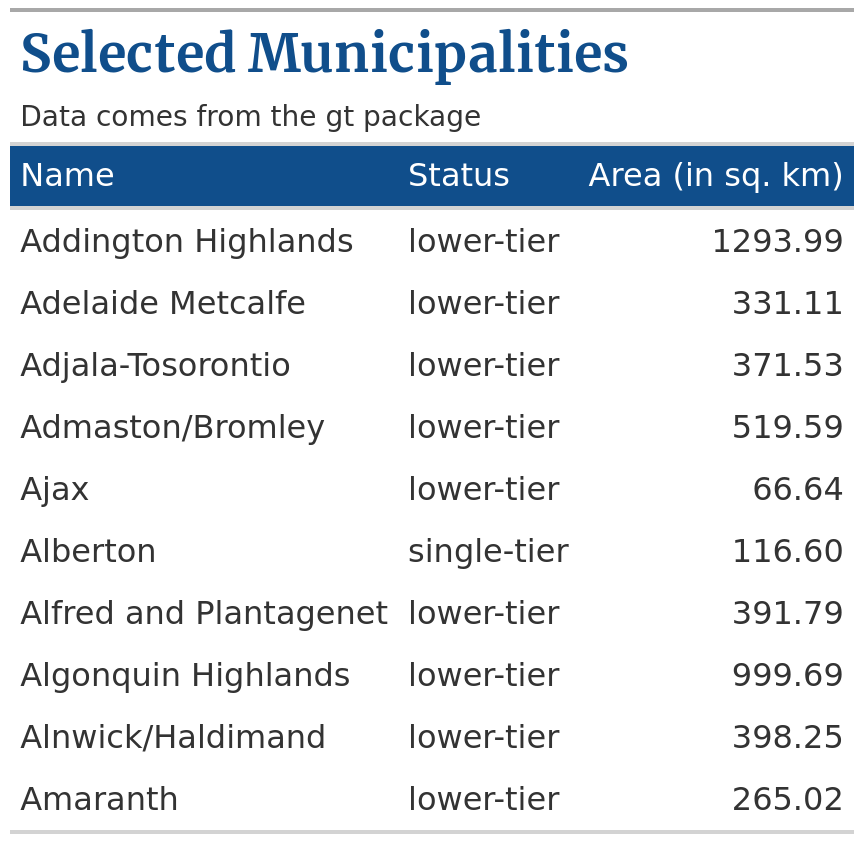 Selected Municipalities
Data comes from the gt package
Name Status Area (in sq. km)
Addington Highlands lower-tier 1293.99
Adelaide Metcalfe lower-tier 331.11
Adjala-Tosorontio lower-tier 371.53
Admaston/Bromley lower-tier 519.59
Ajax lower-tier 66.64
Alberton single-tier 116.60
Alfred and Plantagenet lower-tier 391.79
Algonquin Highlands lower-tier 999.69
Alnwick/Haldimand lower-tier 398.25
Amaranth lower-tier 265.02